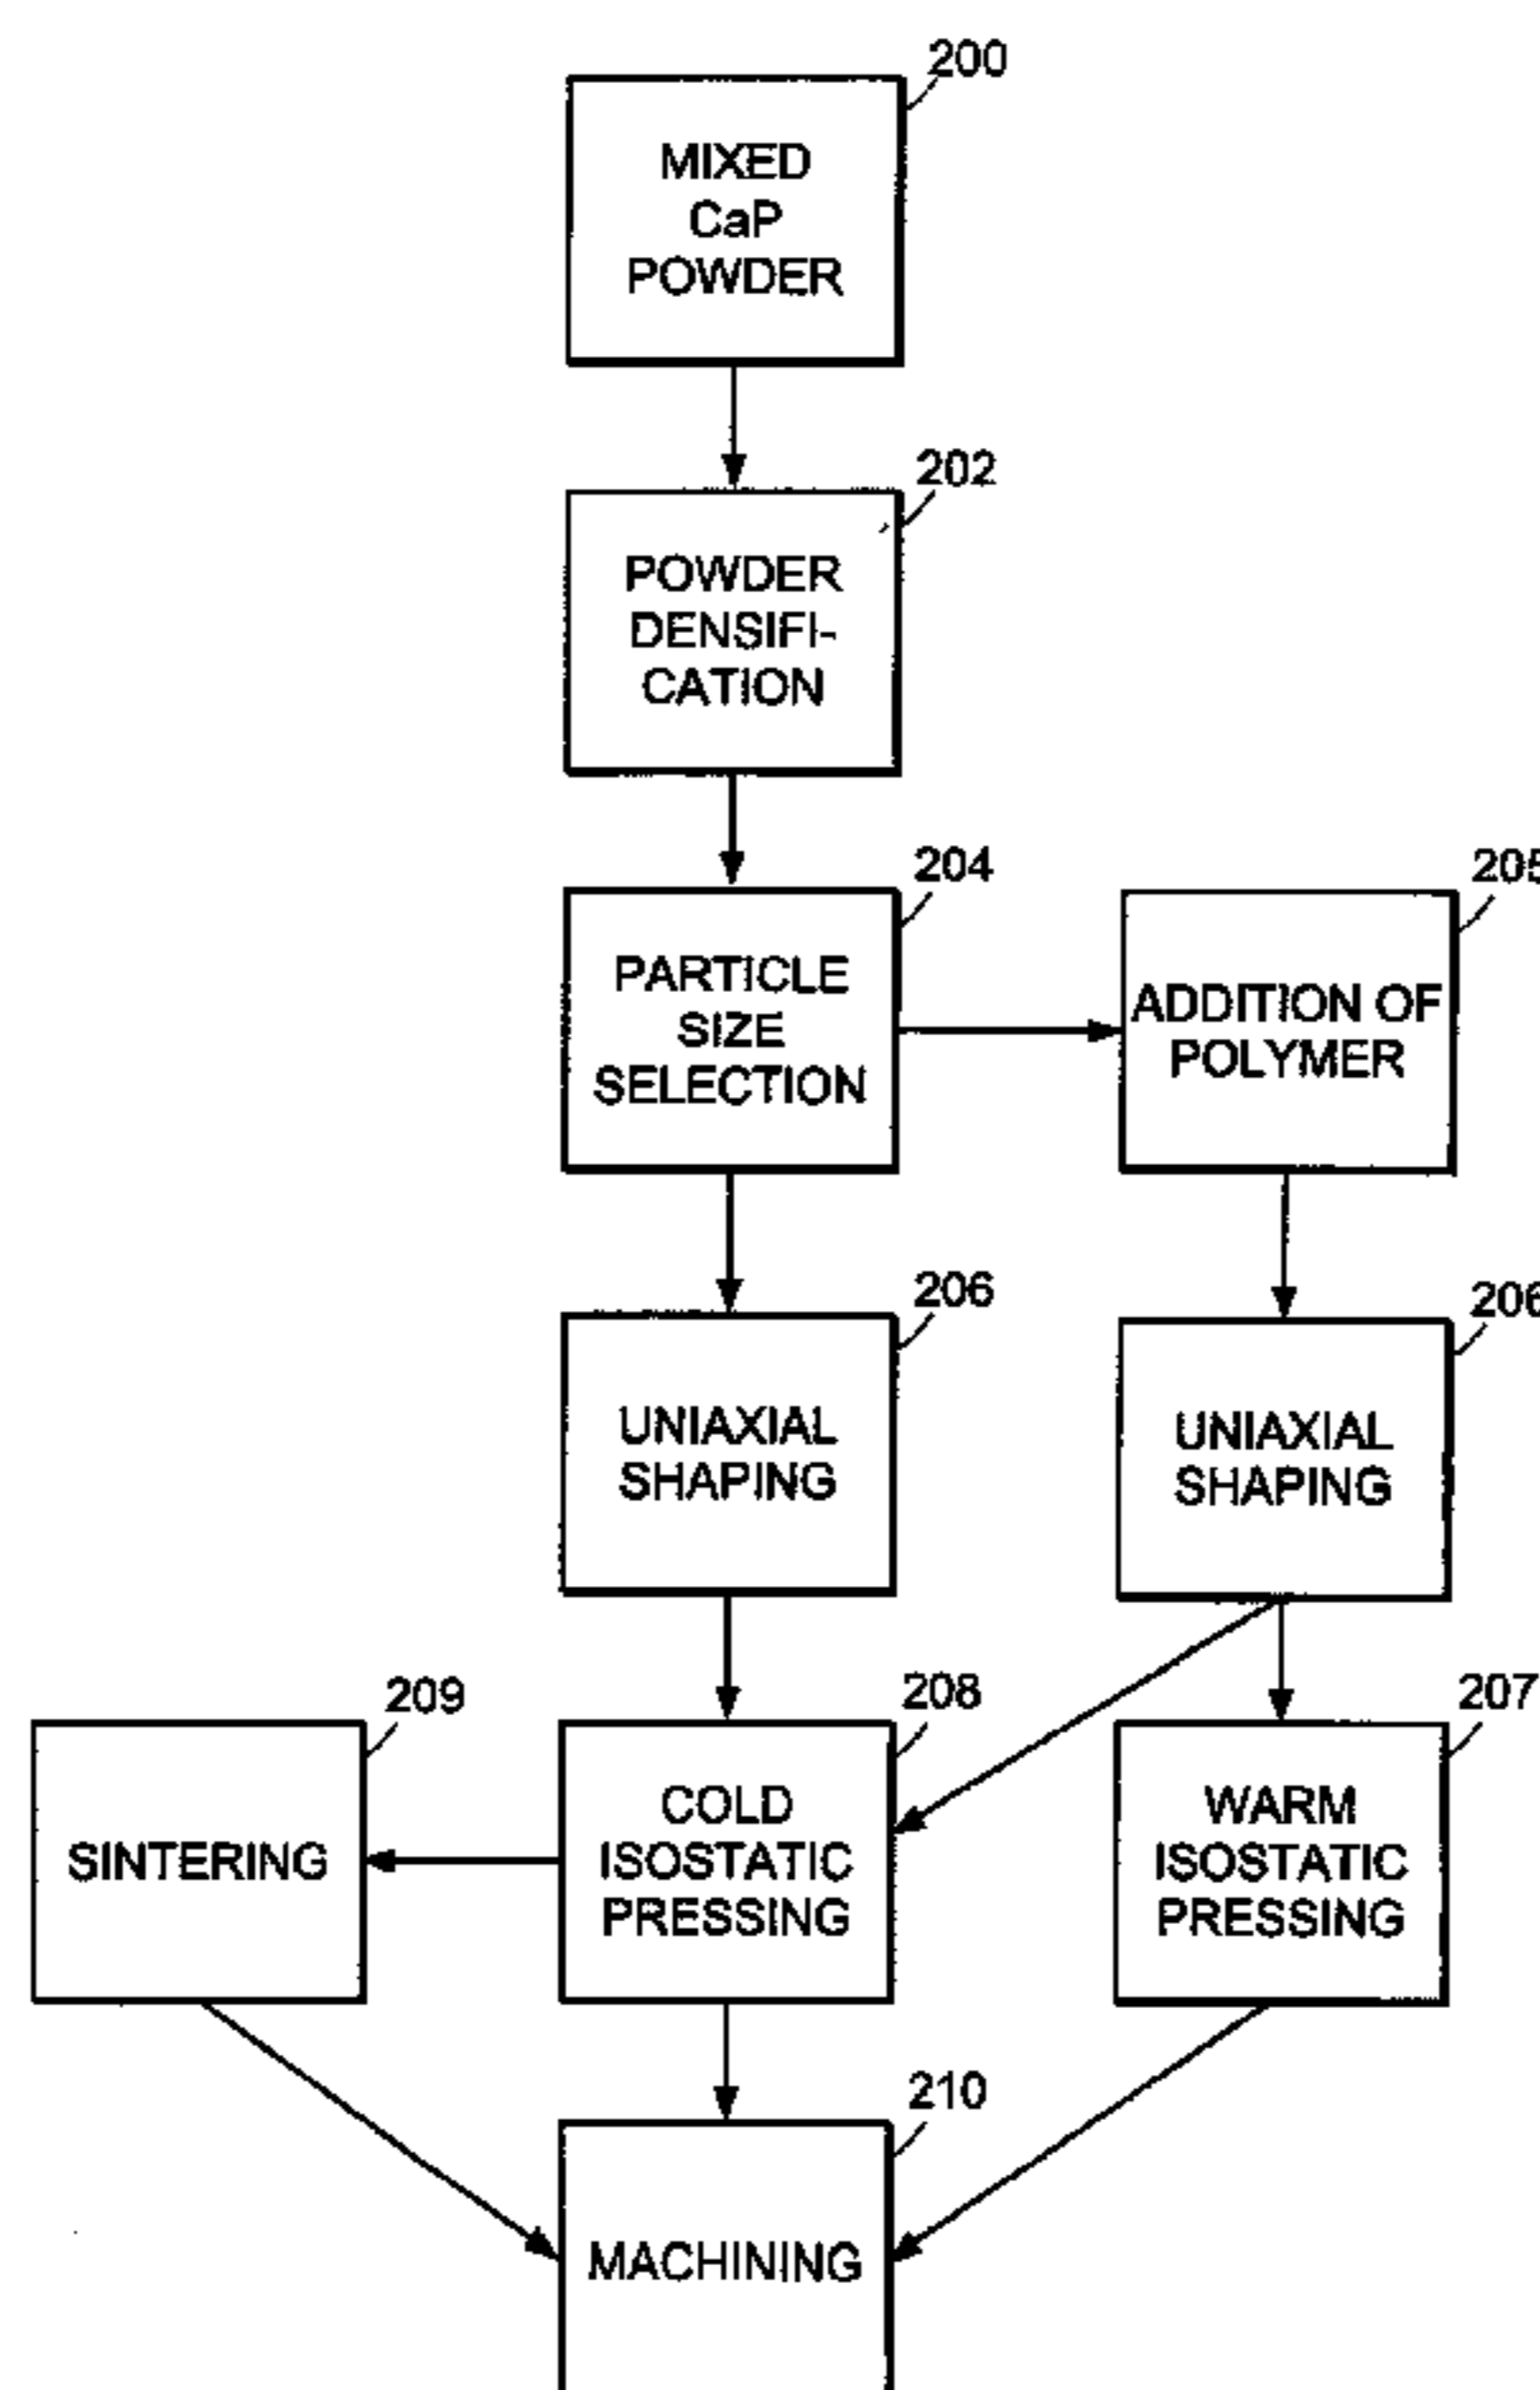 200
MIXED
CaP
POWDER
202
POWDER
DENSIFI-
CATION
204
PARTICLE
SIZE
SELECTION
205
ADDITION OF
POLYMER
206
UNIAXIAL
SHAPING
206
UNIAXIAL
SHAPING
209
SINTERING
208
COLD
ISOSTATIC
PRESSING
207
WARM
ISOSTATIC
PRESSING
210
MACHINING